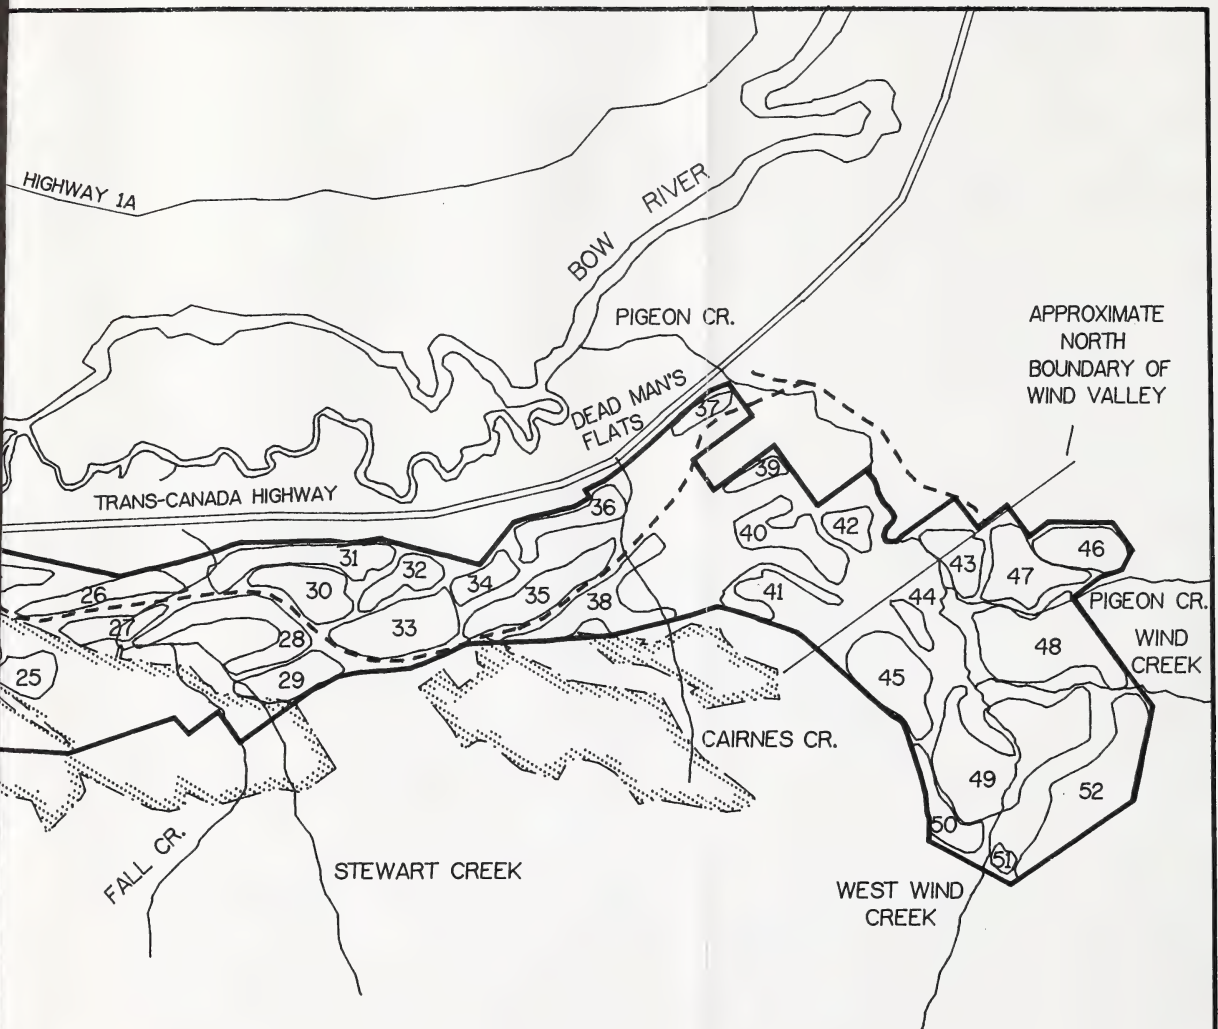 HIGHWAY 1A
BOW RIVER
PIGEON CR.
APPROXIMATE
NORTH
BOUNDARY OF
WIND VALLEY
DEAD MAN'S
FLATS
TRANS-CANADA HIGHWAY
37
39
36
40
42
31
32
30
34
35
41
43
46
47
26
27
28
33
38
44
PIGEON CR.
WIND
CREEK
48
25
29
45
CAIRNES CR.
49
52
50
51
FALL CR.
STEWART CREEK
WEST WIND
CREEK